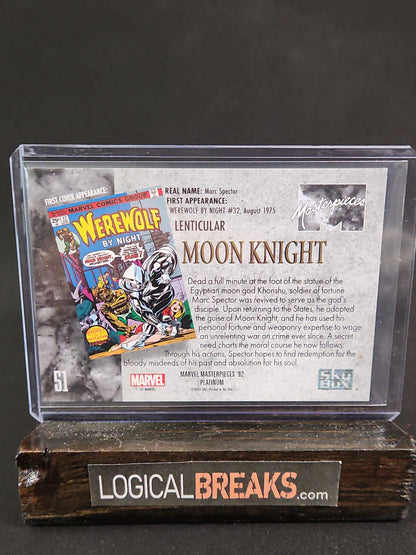 FIRST COVER APPEARANCE:
MARVEL COMICS GROUP
WEREWOLF
BY NIGHT
REAL NAME: Marc Spector
FIRST APPEARANCE:
WEREWOLF BY NIGHT #32, August 1975
Masterpieces
LENTICULAR
MOON KNIGHT
Dead a full minute at the foot of the statue of the
Egyptian moon god Khonshu, soldier of fortune
Marc Spector was revived to serve as the god's
disciple. Upon returning to the States, he adopted
the guise of Moon Knight, and he has used his
personal fortune and weaponry expertise to wage
an unrelenting war on crime ever since. A secret
need charts the moral course he now follows:
Through his actions, Spector hopes to find redemption for the
bloody misdeeds of his past and absolution for his soul.
51
MARVEL
MARVEL MASTERPIECES '92
PLATINUM
SKYBOX
LOGICALBREAKS.com